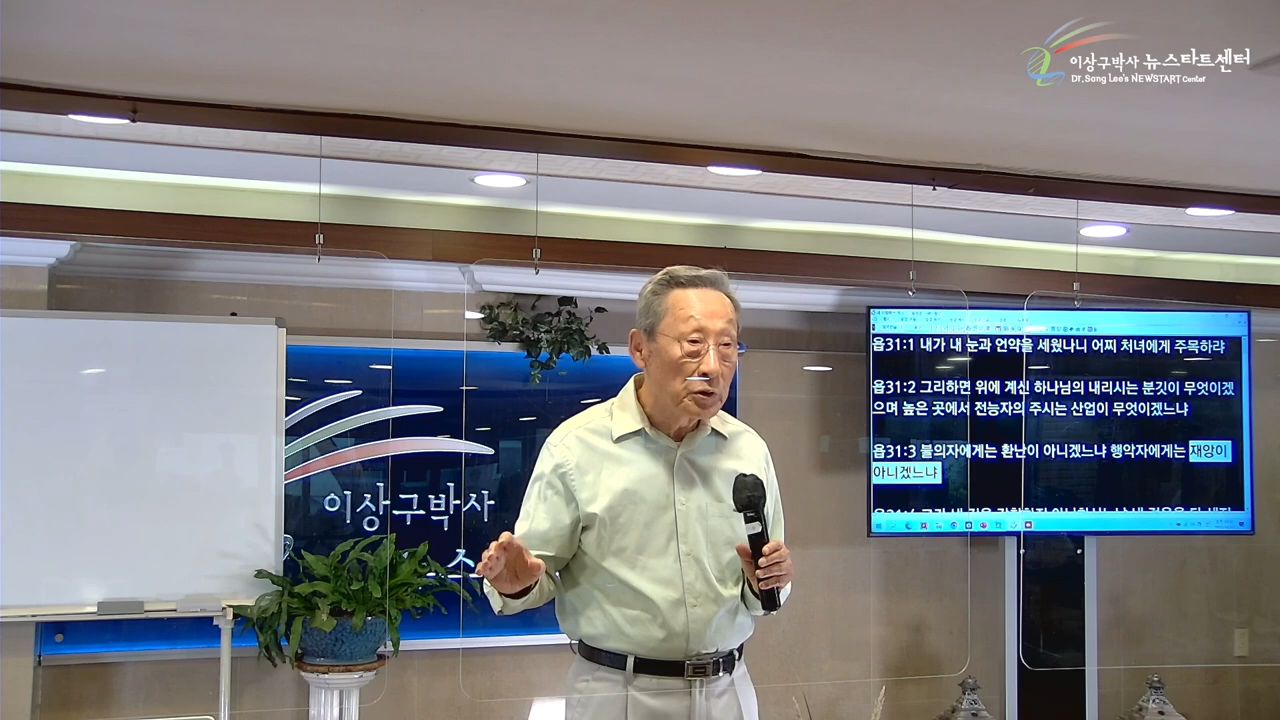 이상구박사 뉴스타트센터
Dr. Sang Lee's NEWSTART Center
이상구박사
욥31:1 내가 내 눈과 언약을 세웠나니 어찌 처녀에게 주목하랴
욥31:2 그리하면 위에 계신 하나님의 내리시는 분깃이 무엇이겠
으며 높은 곳에서 전능자의 주시는 산업이 무엇이겠느냐
욥31:3 불의자에게는 환난이 아니겠느냐 행악자에게는 재앙이
아니겠느냐